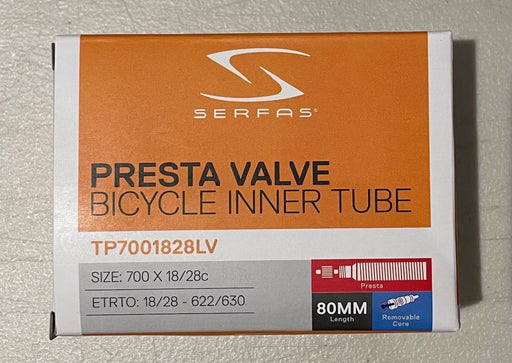 SERFAS
PRESTA VALVE
BICYCLE INNER TUBE
TP7001828LV
SIZE: 700 X 18/28c
Presta
ETRTO: 18/28 - 622/630
80MM
Length
Removable
Core